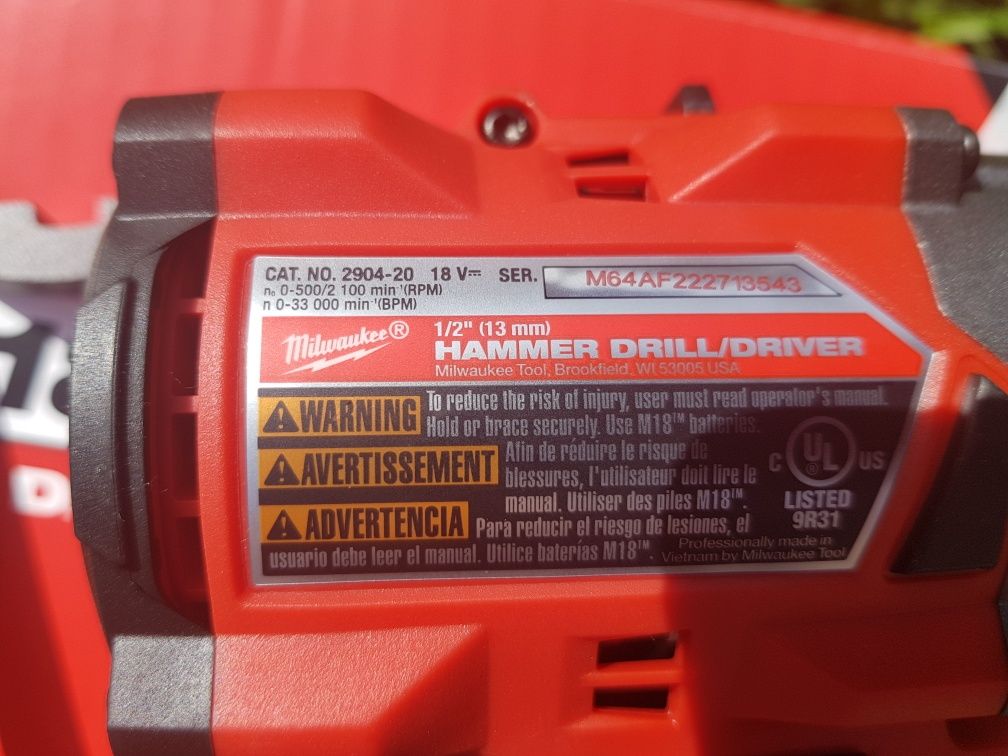 CAT. NO. 2904-20 18 V⎓ SER. M64AF222713543
n₀ 0-500/2 100 min⁻¹(RPM)
n 0-33 000 min⁻¹(BPM)
Milwaukee®
1/2" (13 mm)
HAMMER DRILL/DRIVER
Milwaukee Tool, Brookfield, WI 53005 USA
WARNING To reduce the risk of injury, user must read operator's manual.
Hold or brace securely. Use M18™ batteries.
AVERTISSEMENT Afin de réduire le risque de
blessures, l'utilisateur doit lire le
manual. Utiliser des piles M18™.
ADVERTENCIA Para reducir el riesgo de lesiones, el
usuario debe leer el manual. Utilice baterías M18™.
C UL® US
LISTED
9R31
Professionally made in
Vietnam by Milwaukee Tool